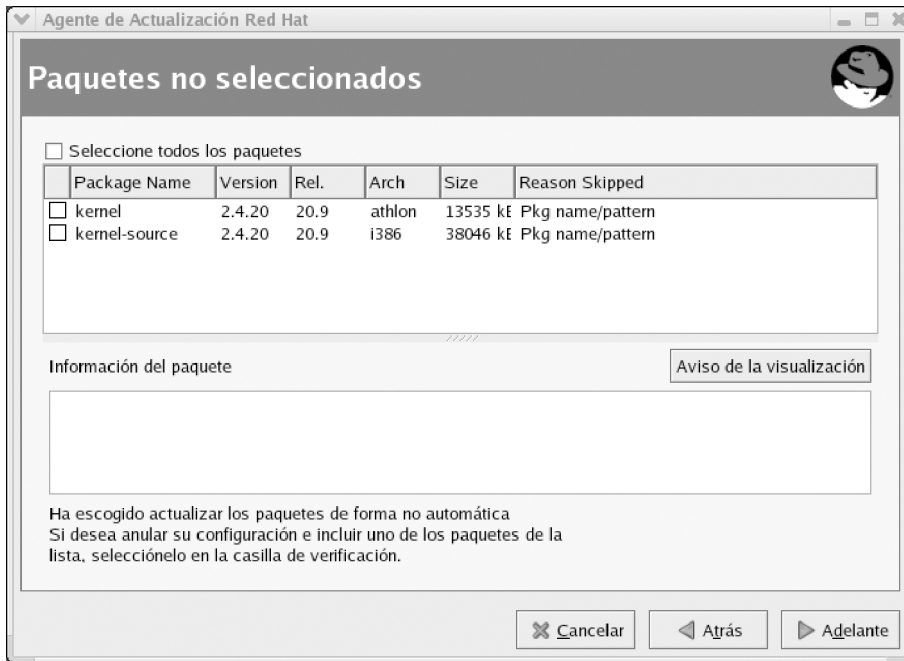 Agente de Actualización Red Hat
Paquetes no seleccionados
Seleccione todos los paquetes
Package Name Version Rel. Arch Size Reason Skipped
kernel 2.4.20 20.9 athlon 13535 kE Pkg name/pattern
kernel-source 2.4.20 20.9 i386 38046 kE Pkg name/pattern
Información del paquete
Aviso de la visualización
Ha escogido actualizar los paquetes de forma no automática
Si desea anular su configuración e incluir uno de los paquetes de la
lista, selecciónelo en la casilla de verificación.
Cancelar Atrás Adelante